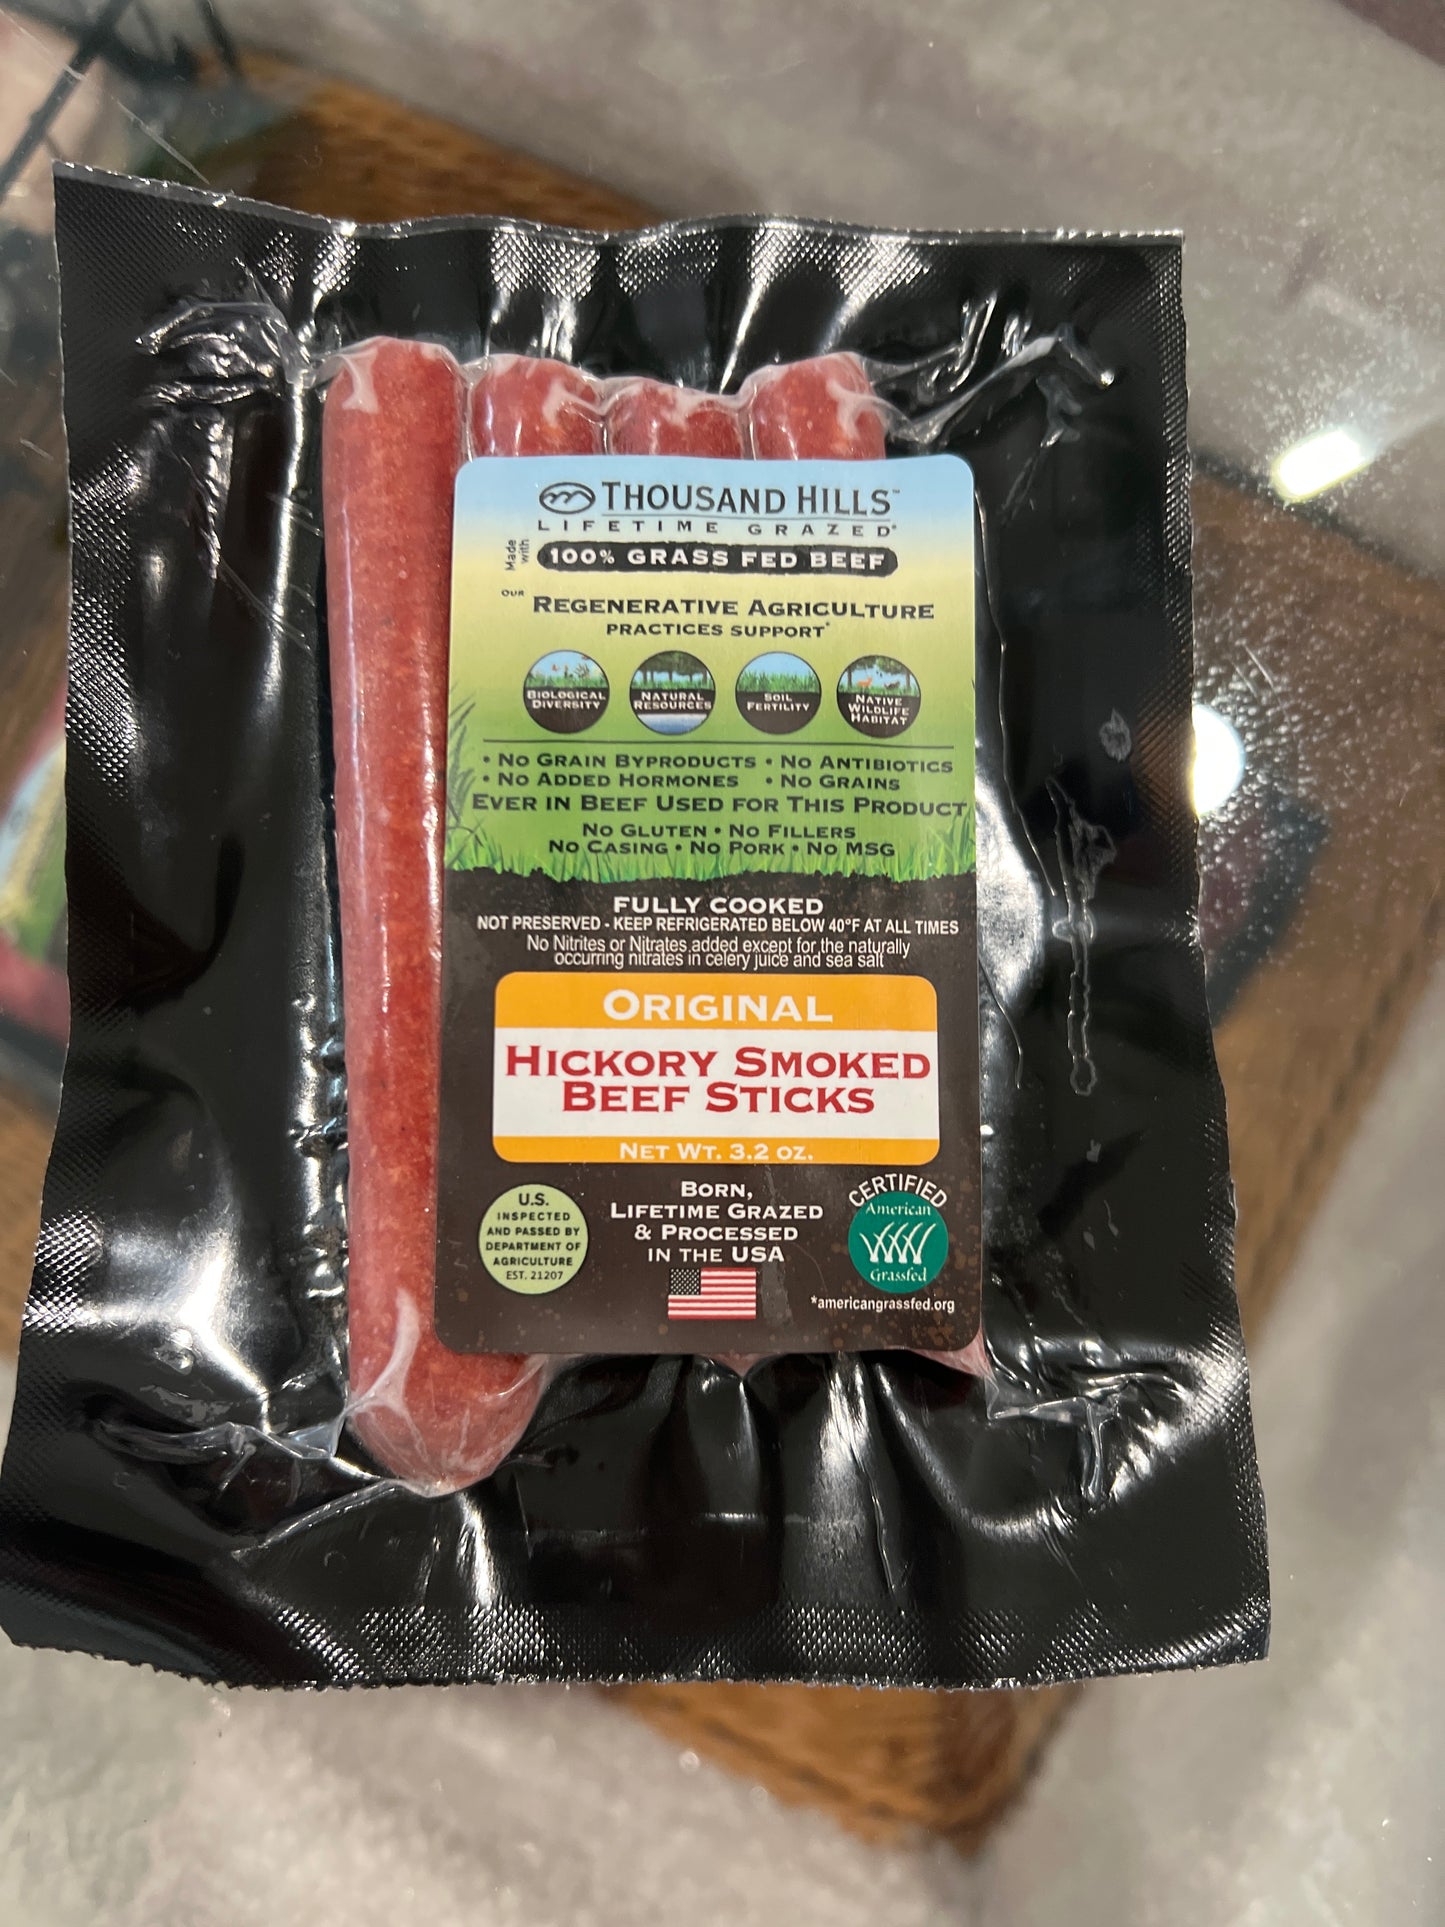 THOUSAND HILLS™
LIFETIME GRAZED®
Made with 100% GRASS FED BEEF
OUR REGENERATIVE AGRICULTURE
PRACTICES SUPPORT*
BIOLOGICAL DIVERSITY
NATURAL RESOURCES
SOIL FERTILITY
NATIVE WILDLIFE HABITAT
• NO GRAIN BYPRODUCTS • NO ANTIBIOTICS
• NO ADDED HORMONES • NO GRAINS
EVER IN BEEF USED FOR THIS PRODUCT
NO GLUTEN • NO FILLERS
NO CASING • NO PORK • NO MSG
FULLY COOKED
NOT PRESERVED - KEEP REFRIGERATED BELOW 40°F AT ALL TIMES
No Nitrites or Nitrates added except for the naturally
occurring nitrates in celery juice and sea salt
ORIGINAL
HICKORY SMOKED
BEEF STICKS
NET WT. 3.2 OZ.
U.S.
INSPECTED
AND PASSED BY
DEPARTMENT OF
AGRICULTURE
EST. 21207
BORN,
LIFETIME GRAZED
& PROCESSED
IN THE USA
CERTIFIED
American
Grassfed
*americangrassfed.org